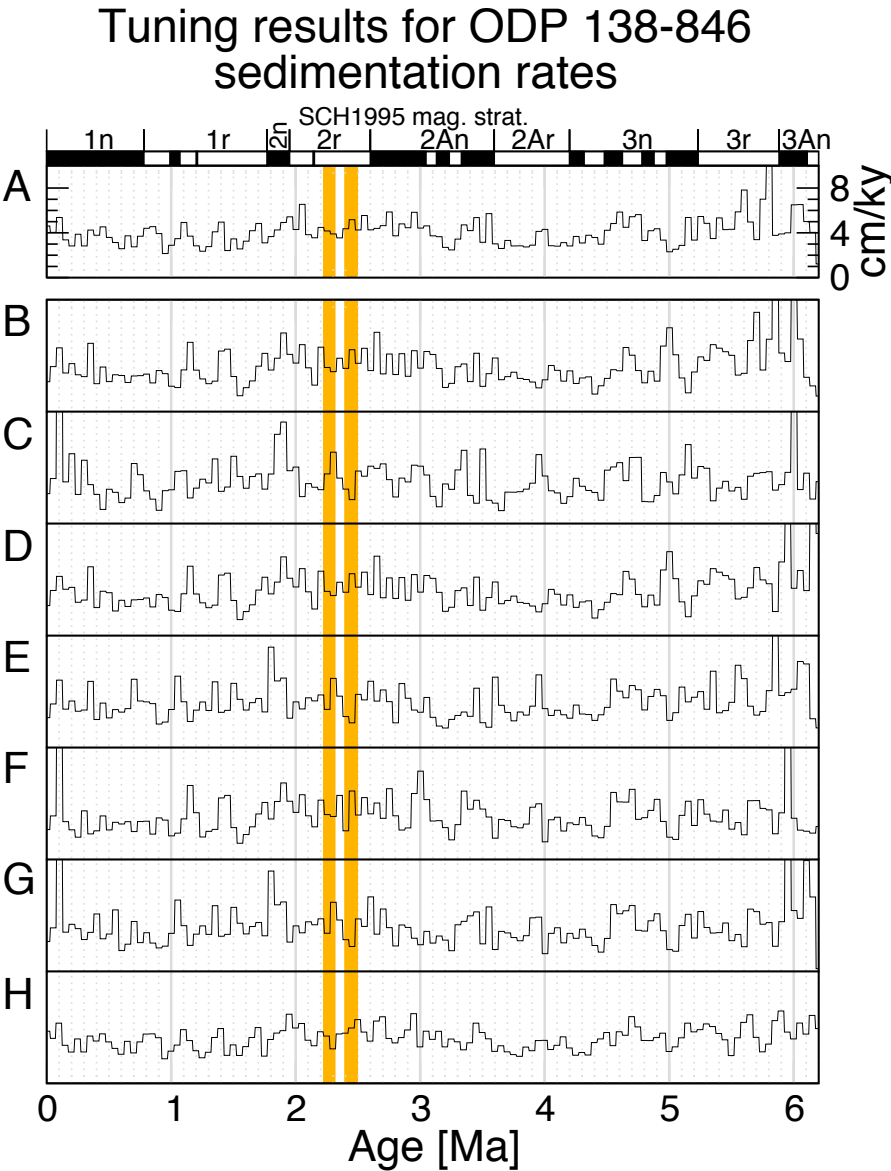 Tuning results for ODP 138-846
sedimentation rates
SCH1995 mag. strat.
1n 1r 2n 2r 2An 2Ar 3n 3r 3An
A
8
4
0
cm/ky
B
C
D
E
F
G
H
0 1 2 3 4 5 6
Age [Ma]